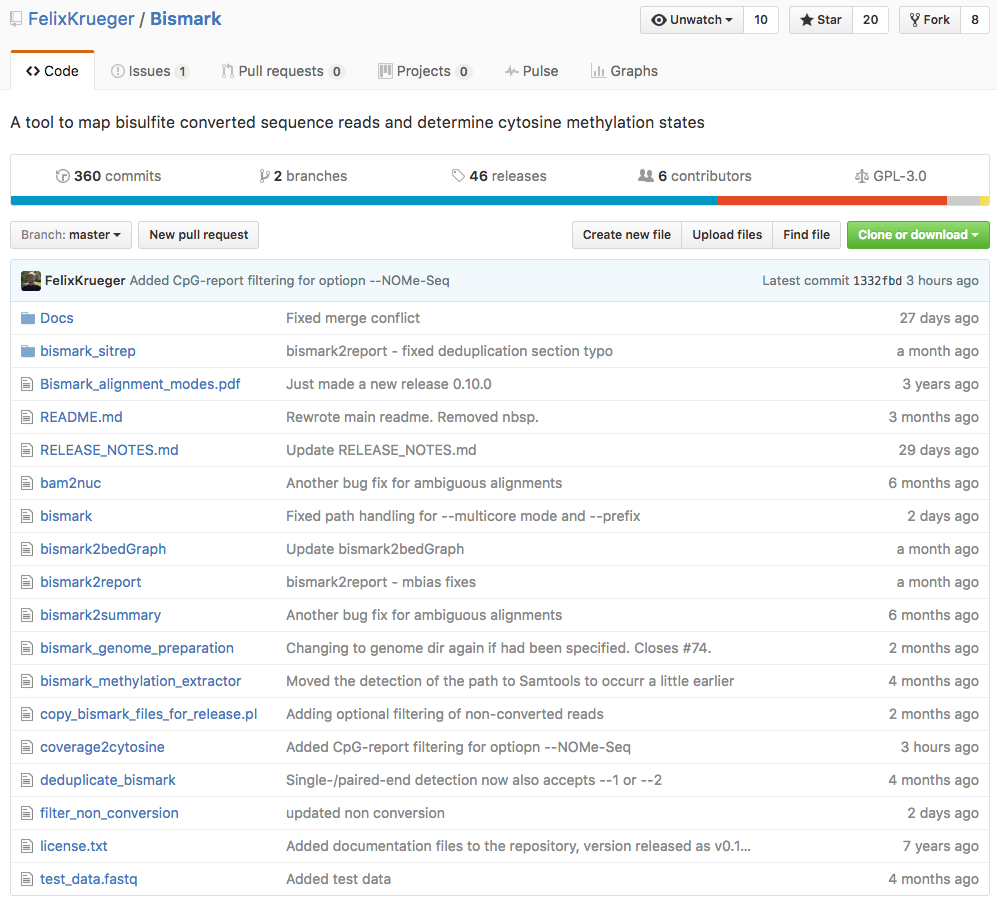 FelixKrueger / Bismark
Unwatch 10 Star 20 Fork 8
Code Issues 1 Pull requests 0 Projects 0 Pulse Graphs
A tool to map bisulfite converted sequence reads and determine cytosine methylation states
360 commits 2 branches 46 releases 6 contributors GPL-3.0
Branch: master New pull request Create new file Upload files Find file Clone or download
FelixKrueger Added CpG-report filtering for optiopn --NOMe-Seq Latest commit 1332fbd 3 hours ago
Docs Fixed merge conflict 27 days ago
bismark_sitrep bismark2report - fixed deduplication section typo a month ago
Bismark_alignment_modes.pdf Just made a new release 0.10.0 3 years ago
README.md Rewrote main readme. Removed nbsp. 3 months ago
RELEASE_NOTES.md Update RELEASE_NOTES.md 29 days ago
bam2nuc Another bug fix for ambiguous alignments 6 months ago
bismark Fixed path handling for --multicore mode and --prefix 2 days ago
bismark2bedGraph Update bismark2bedGraph a month ago
bismark2report bismark2report - mbias fixes a month ago
bismark2summary Another bug fix for ambiguous alignments 6 months ago
bismark_genome_preparation Changing to genome dir again if had been specified. Closes #74. 2 months ago
bismark_methylation_extractor Moved the detection of the path to Samtools to occurr a little earlier 4 months ago
copy_bismark_files_for_release.pl Adding optional filtering of non-converted reads 2 months ago
coverage2cytosine Added CpG-report filtering for optiopn --NOMe-Seq 3 hours ago
deduplicate_bismark Single-/paired-end detection now also accepts --1 or --2 4 months ago
filter_non_conversion updated non conversion 2 days ago
license.txt Added documentation files to the repository, version released as v0.1... 7 years ago
test_data.fastq Added test data 4 months ago